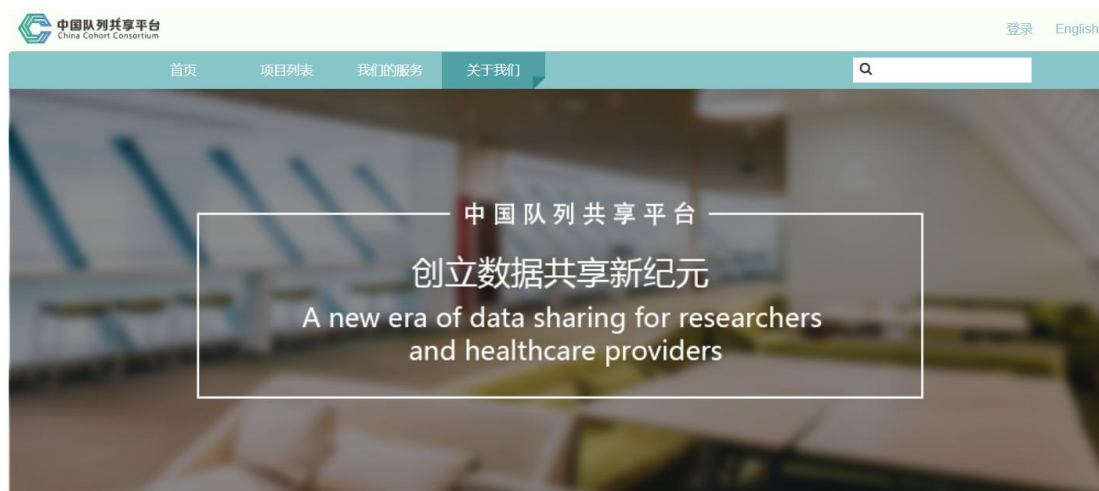 中国队列共享平台
China Cohort Consortium
登录 English
首页 项目列表 我们的服务 关于我们
中国队列共享平台
创立数据共享新纪元
A new era of data sharing for researchers
and healthcare providers